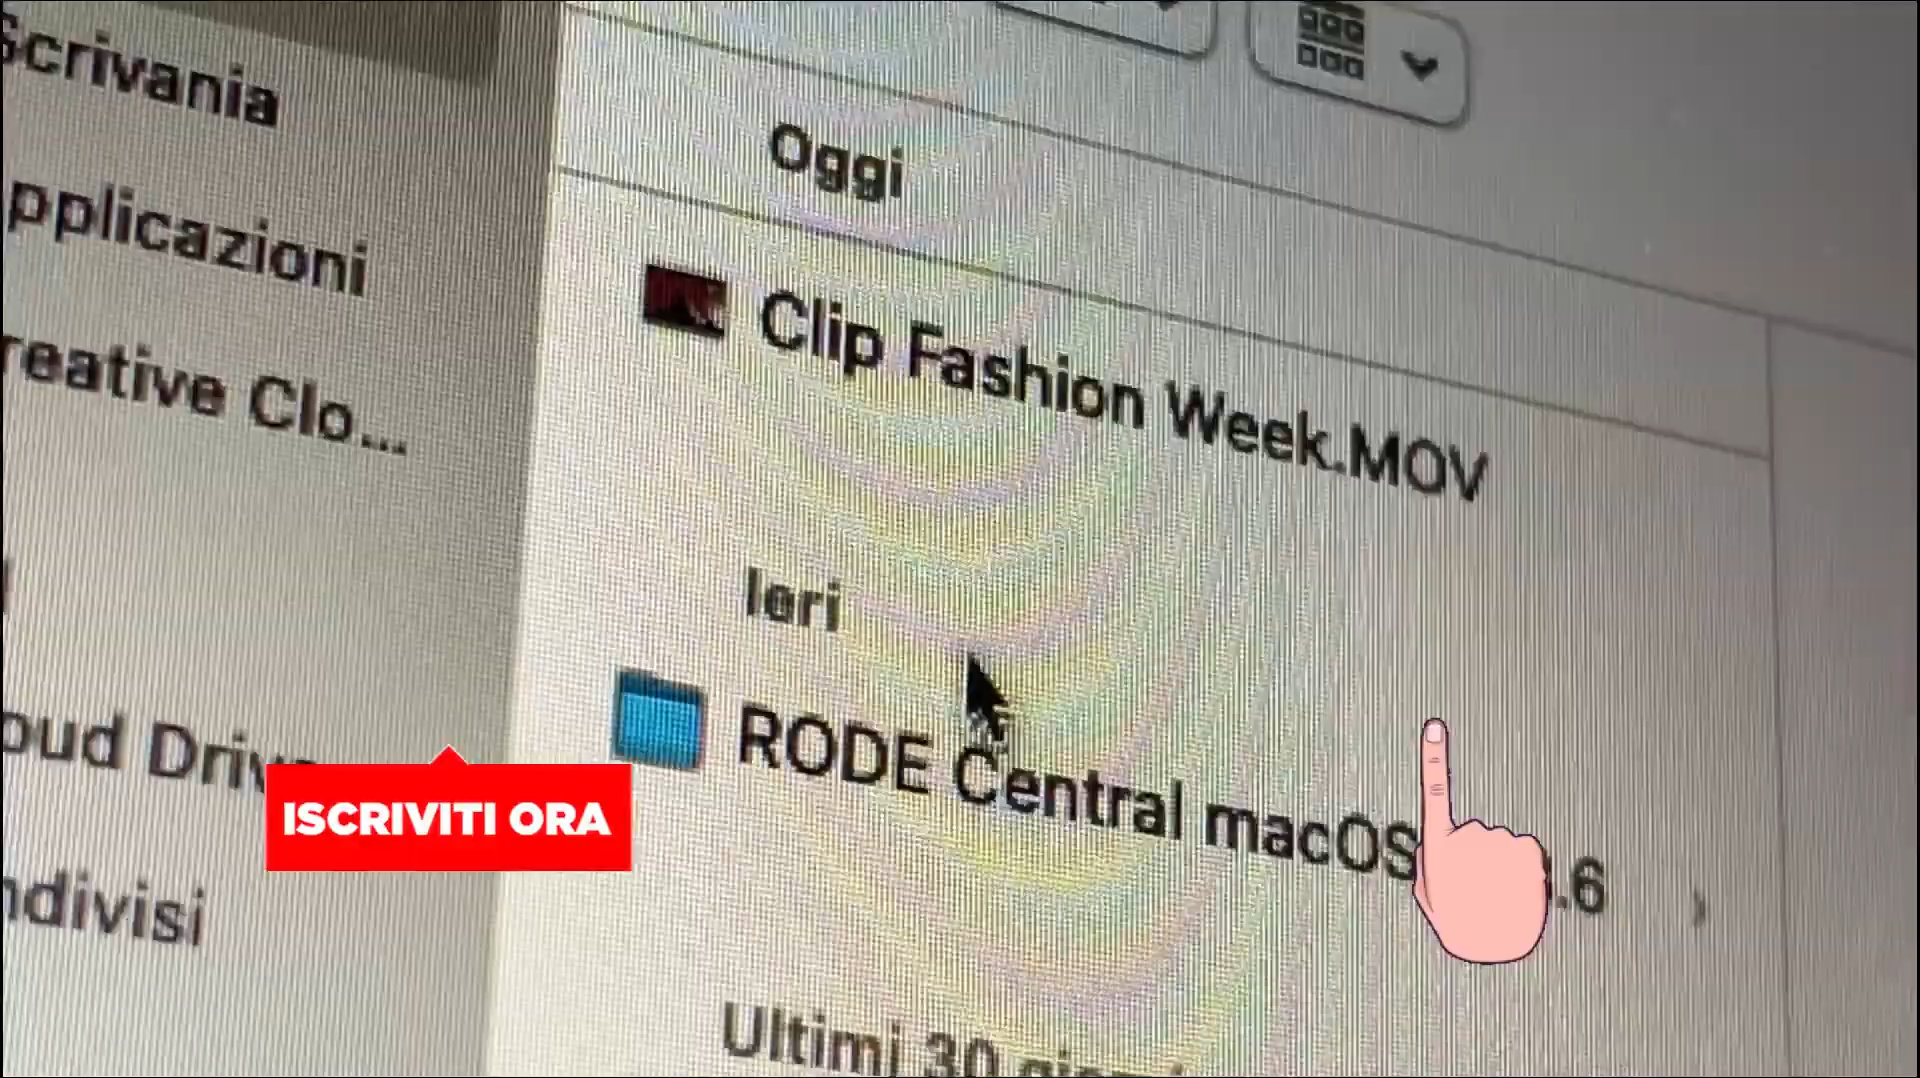 Scrivania
Oggi
pplicazioni
Clip Fashion Week.MOV
reative Clo...
Ieri
oud Driv
RODE Central macOS .6
ISCRIVITI ORA
ndivisi
Ultimi 30 gior